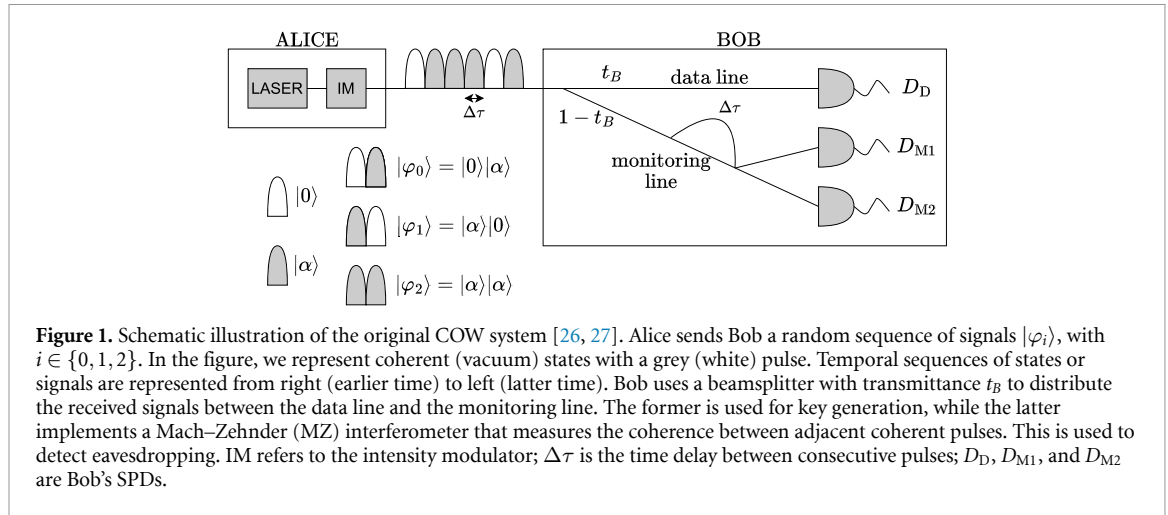 ALICE
BOB
LASER
IM
Δτ
t_B
data line
D_D
1 − t_B
Δτ
monitoring
line
D_M1
D_M2
|0⟩
|α⟩
|φ₀⟩ = |0⟩|α⟩
|φ₁⟩ = |α⟩|0⟩
|φ₂⟩ = |α⟩|α⟩
Figure 1. Schematic illustration of the original COW system [26, 27]. Alice sends Bob a random sequence of signals |φᵢ⟩, with
i ∈ {0, 1, 2}. In the figure, we represent coherent (vacuum) states with a grey (white) pulse. Temporal sequences of states or
signals are represented from right (earlier time) to left (latter time). Bob uses a beamsplitter with transmittance t_B to distribute
the received signals between the data line and the monitoring line. The former is used for key generation, while the latter
implements a Mach–Zehnder (MZ) interferometer that measures the coherence between adjacent coherent pulses. This is used to
detect eavesdropping. IM refers to the intensity modulator; Δτ is the time delay between consecutive pulses; D_D, D_M1, and D_M2
are Bob's SPDs.